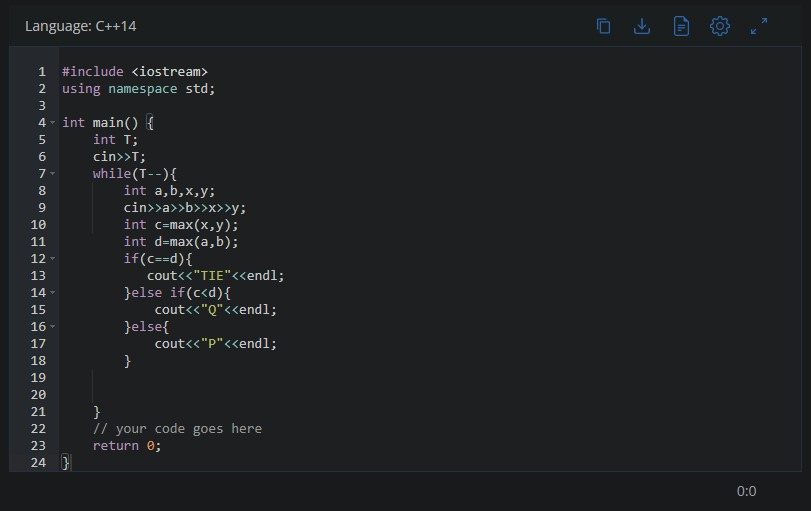 Language: C++14
1 #include <iostream>
2 using namespace std;
3
4 int main() {
5     int T;
6     cin>>T;
7     while(T--){
8         int a,b,x,y;
9         cin>>a>>b>>x>>y;
10         int c=max(x,y);
11         int d=max(a,b);
12         if(c==d){
13            cout<<"TIE"<<endl;
14         }else if(c<d){
15             cout<<"Q"<<endl;
16         }else{
17             cout<<"P"<<endl;
18         }
19
20
21     }
22     // your code goes here
23     return 0;
24 }
0:0